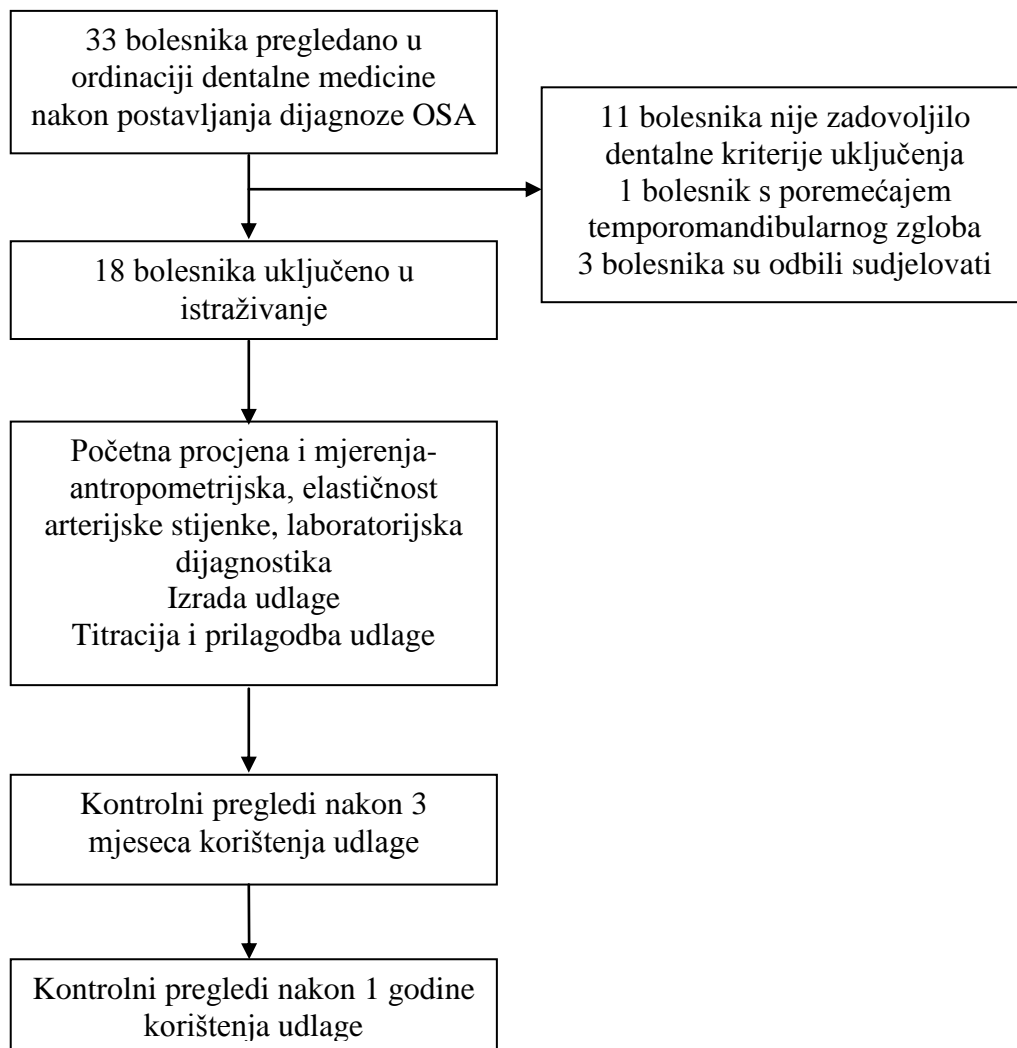 33 bolesnika pregledano u
ordinaciji dentalne medicine
nakon postavljanja dijagnoze OSA
11 bolesnika nije zadovoljilo
dentalne kriterije uključenja
1 bolesnik s poremećajem
temporomandibularnog zgloba
3 bolesnika su odbili sudjelovati
18 bolesnika uključeno u
istraživanje
Početna procjena i mjerenja-
antropometrijska, elastičnost
arterijske stijenke, laboratorijska
dijagnostika
Izrada udlage
Titracija i prilagodba udlage
Kontrolni pregledi nakon 3
mjeseca korištenja udlage
Kontrolni pregledi nakon 1 godine
korištenja udlage